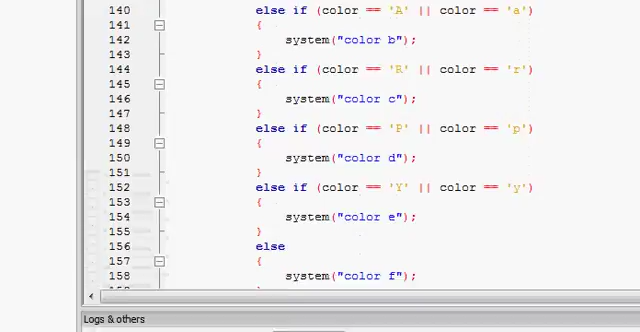 140 else if (color == 'A' || color == 'a')
141 {
142 system("color b");
143 }
144 else if (color == 'R' || color == 'r')
145 {
146 system("color c");
147 }
148 else if (color == 'P' || color == 'p')
149 {
150 system("color d");
151 }
152 else if (color == 'Y' || color == 'y')
153 {
154 system("color e");
155 }
156 else
157 {
158 system("color f");
Logs & others